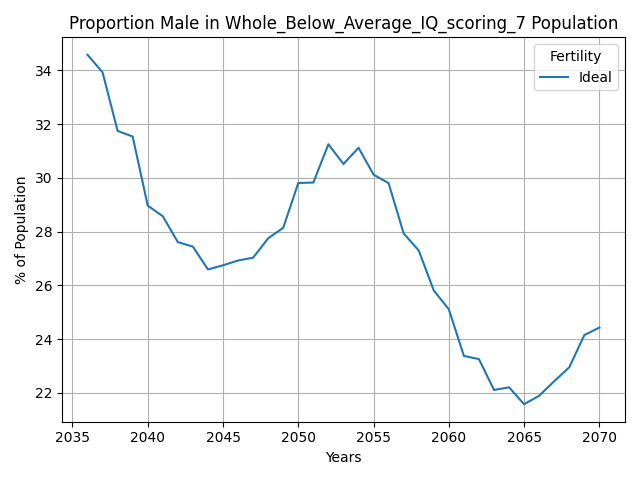 Proportion Male in Whole_Below_Average_IQ_scoring_7 Population
Fertility
Ideal
% of Population
34
32
30
28
26
24
22
2035 2040 2045 2050 2055 2060 2065 2070
Years